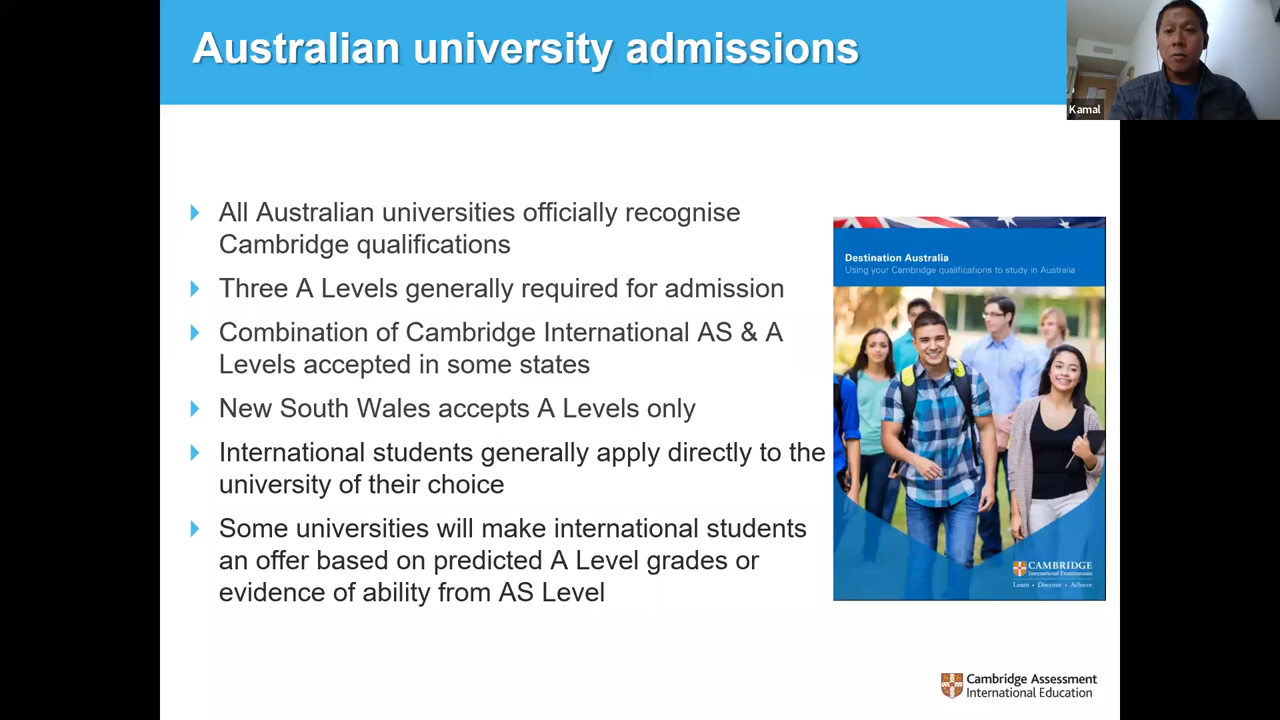 Australian university admissions
Kamal
All Australian universities officially recognise
Cambridge qualifications
Three A Levels generally required for admission
Combination of Cambridge International AS & A
Levels accepted in some states
New South Wales accepts A Levels only
International students generally apply directly to the
university of their choice
Some universities will make international students
an offer based on predicted A Level grades or
evidence of ability from AS Level
Destination Australia
Using your Cambridge qualifications to study in Australia
CAMBRIDGE
International Examinations
Learn • Discover • Achieve
Cambridge Assessment
International Education